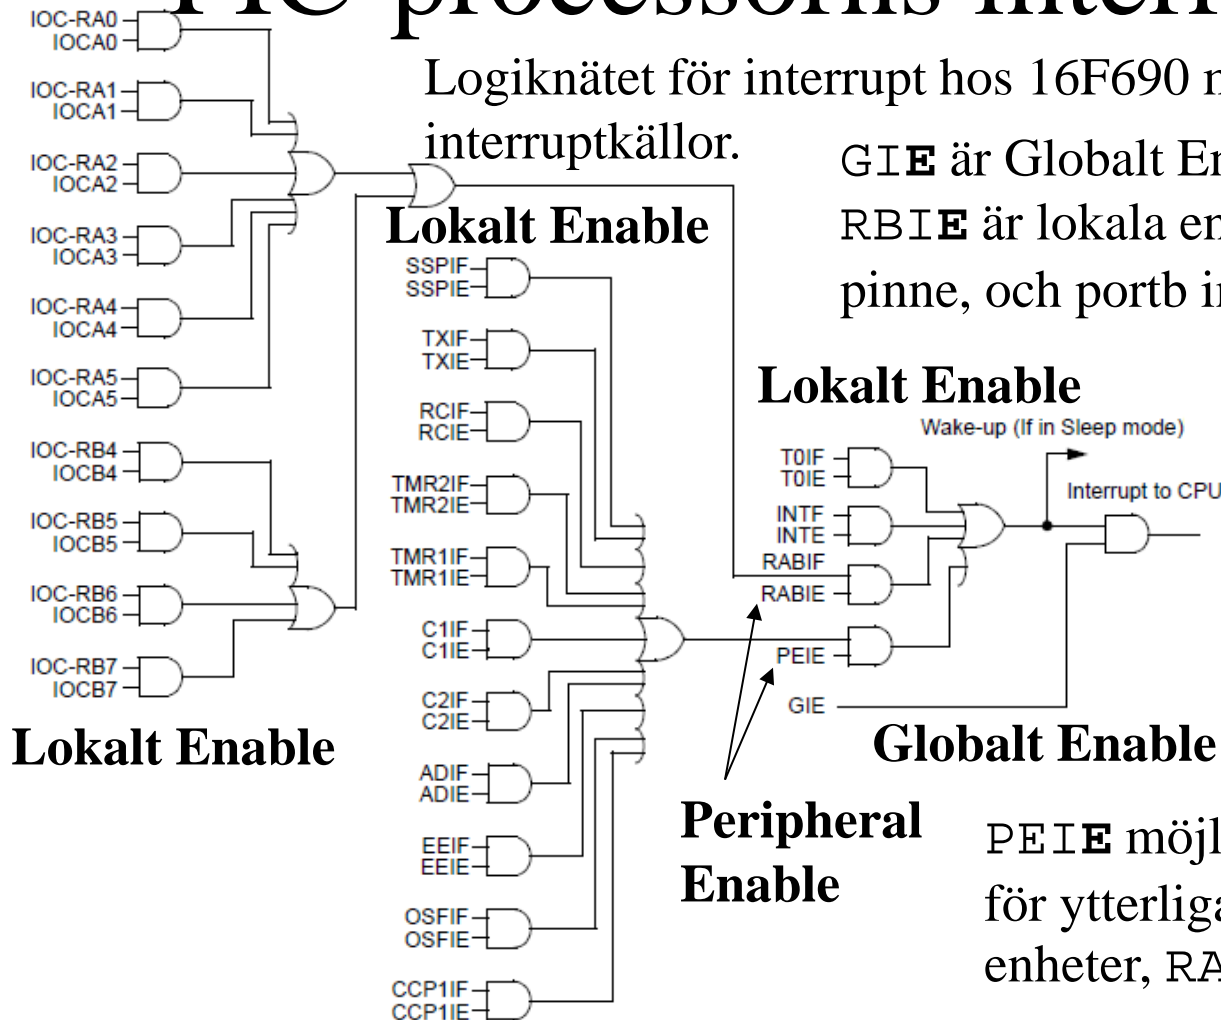 PIC processorns inter
Logiknätet för interrupt hos 16F690
interruptkällor.
GIE är Globalt
RBIE är lokala
pinne, och portb
IOC-RA0
IOCA0
IOC-RA1
IOCA1
IOC-RA2
IOCA2
IOC-RA3
IOCA3
IOC-RA4
IOCA4
IOC-RA5
IOCA5
IOC-RB4
IOCB4
IOC-RB5
IOCB5
IOC-RB6
IOCB6
IOC-RB7
IOCB7
Lokalt Enable
Lokalt Enable
SSPIF
SSPIE
TXIF
TXIE
RCIF
RCIE
TMR2IF
TMR2IE
TMR1IF
TMR1IE
C1IF
C1IE
C2IF
C2IE
ADIF
ADIE
EEIF
EEIE
OSFIF
OSFIE
CCP1IF
CCP1IE
Lokalt Enable
Wake-up (If in Sleep mode)
T0IF
T0IE
Interrupt to CPU
INTF
INTE
RABIF
RABIE
PEIE
GIE
Globalt Enable
Peripheral
Enable
PEIE möjl
för ytterliga
enheter, RA